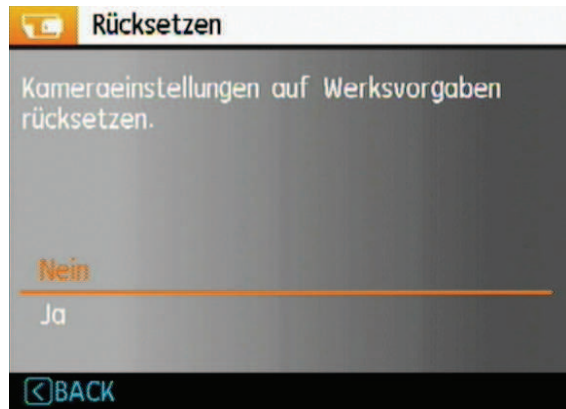 Rücksetzen
Kameraeinstellungen auf Werksvorgaben
rücksetzen.
Nein
Ja
<BACK